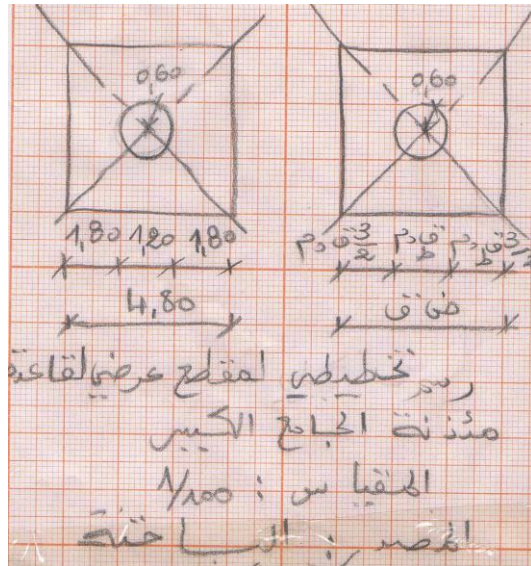 0,60 0,60
1,80 1,20 1,80
4,80 ض ق
رسم تخطيطي لمقطع عرضي لقاعدة
مئذنة الجامع الكبير
المقياس : 1/100
المصدر : الباحثة